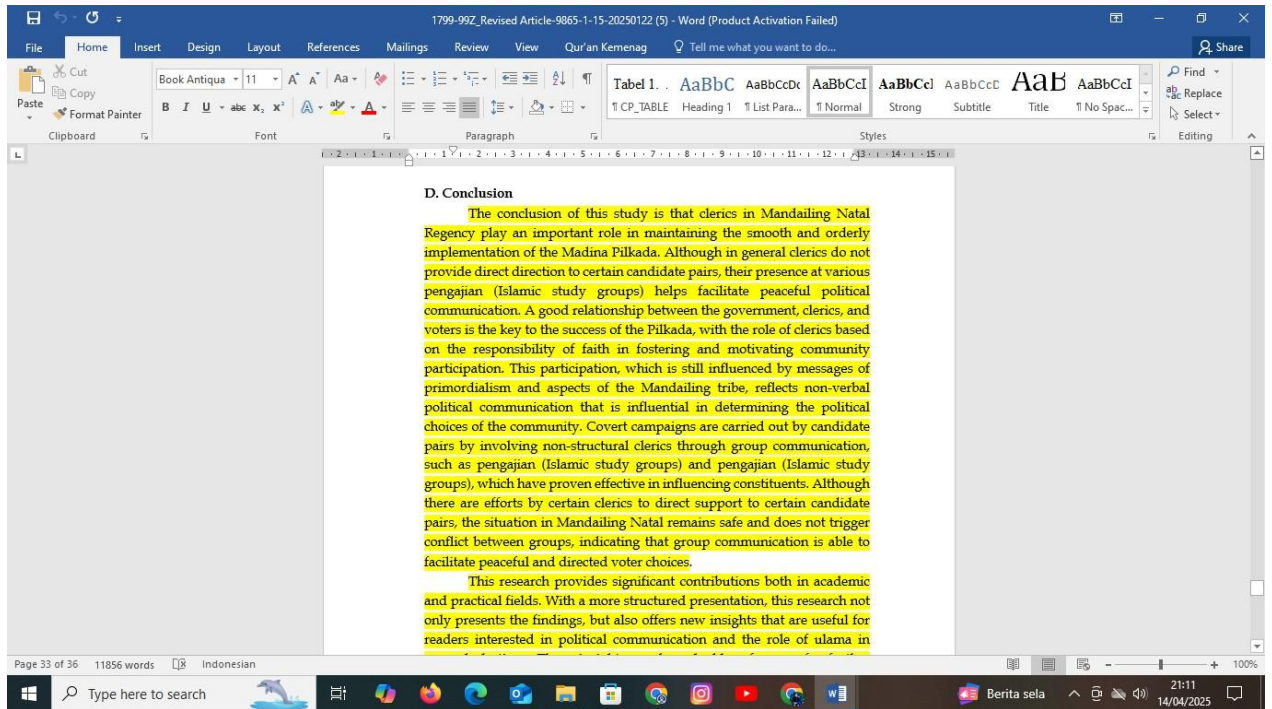 1799-99Z_Revised Article-9865-1-15-20250122 (5) - Word (Product Activation Failed)
File Home Insert Design Layout References Mailings Review View Qur'an Kemenag Tell me what you want to do... Share
Cut
Copy
Format Painter
Paste
Book Antiqua 11
Tabel 1. . AaBbC AaBbCcDc AaBbCcI AaBbCcl AaBbCcD AaB AaBbCcI
¶ CP_TABLE Heading 1 ¶ List Para... ¶ Normal Strong Subtitle Title ¶ No Spac...
Find
Replace
Select
Clipboard Font Paragraph Styles Editing
D. Conclusion
The conclusion of this study is that clerics in Mandailing Natal
Regency play an important role in maintaining the smooth and orderly
implementation of the Madina Pilkada. Although in general clerics do not
provide direct direction to certain candidate pairs, their presence at various
pengajian (Islamic study groups) helps facilitate peaceful political
communication. A good relationship between the government, clerics, and
voters is the key to the success of the Pilkada, with the role of clerics based
on the responsibility of faith in fostering and motivating community
participation. This participation, which is still influenced by messages of
primordialism and aspects of the Mandailing tribe, reflects non-verbal
political communication that is influential in determining the political
choices of the community. Covert campaigns are carried out by candidate
pairs by involving non-structural clerics through group communication,
such as pengajian (Islamic study groups) and pengajian (Islamic study
groups), which have proven effective in influencing constituents. Although
there are efforts by certain clerics to direct support to certain candidate
pairs, the situation in Mandailing Natal remains safe and does not trigger
conflict between groups, indicating that group communication is able to
facilitate peaceful and directed voter choices.
This research provides significant contributions both in academic
and practical fields. With a more structured presentation, this research not
only presents the findings, but also offers new insights that are useful for
readers interested in political communication and the role of ulama in
Page 33 of 36 11856 words Indonesian 100%
Type here to search
Berita sela
21:11
14/04/2025